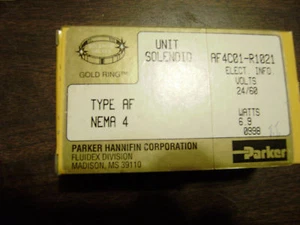 UNIT
SOLENOID
AF4C01-R1021
ELECT INFO
VOLTS
24/60
GOLD RING™
TYPE AF
NEMA 4
WATTS
6.9
0998
PARKER HANNIFIN CORPORATION
FLUIDEX DIVISION
MADISON, MS 39110
Parker